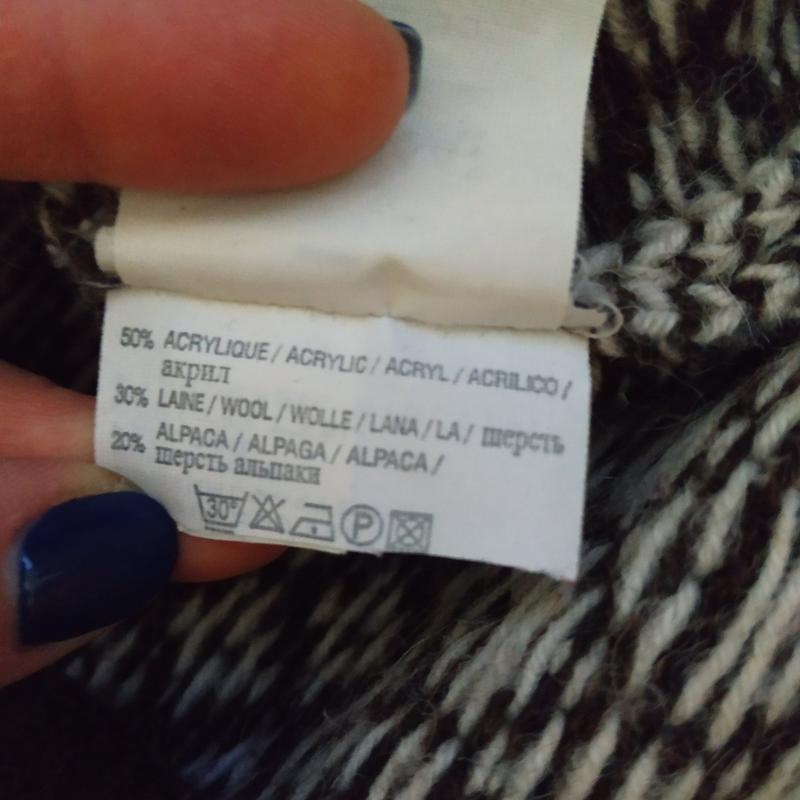 50% ACRYLIQUE / ACRYLIC / ACRYL / ACRILICO /
акрил
30% LAINE / WOOL / WOLLE / LANA / LA / шерсть
20% ALPACA / ALPAGA / ALPACA /
шерсть альпаки
30° P